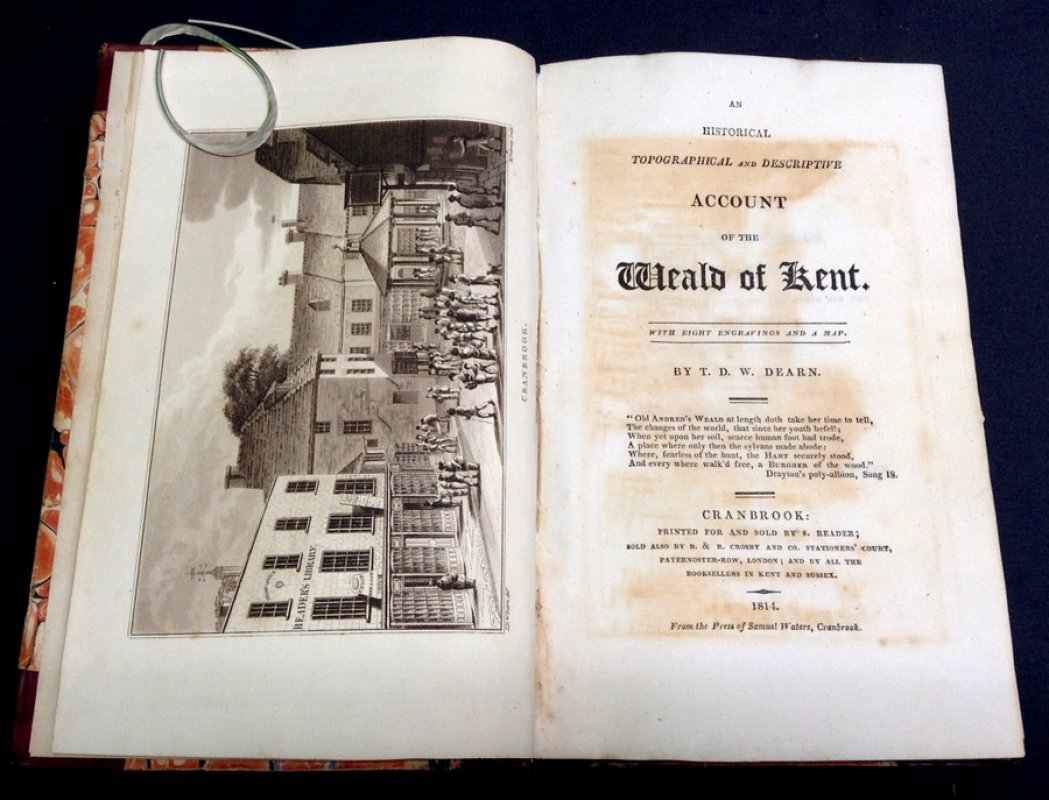 CRANBROOK.
READER'S LIBRARY
AN
HISTORICAL
TOPOGRAPHICAL AND DESCRIPTIVE
ACCOUNT
OF THE
Weald of Kent.
WITH EIGHT ENGRAVINGS AND A MAP.
BY T. D. W. DEARN.
"Old ANDRED'S WEALD at length doth take her time to tell,
The changes of the world, that since her youth befell;
When yet upon her soil, scarce human foot had trode,
A place where only then the sylvans made abode:
Where, fearless of the hunt, the HART securely stood,
And every where walk'd free, a BURGHER of the wood."
Drayton's poly-albion, Song 18.
CRANBROOK:
PRINTED FOR AND SOLD BY S. READER;
SOLD ALSO BY B. & R. CROSBY AND CO. STATIONERS' COURT,
PATERNOSTER-ROW, LONDON; AND BY ALL THE
BOOKSELLERS IN KENT AND SUSSEX.
1814.
From the Press of Samuel Waters, Cranbrook.